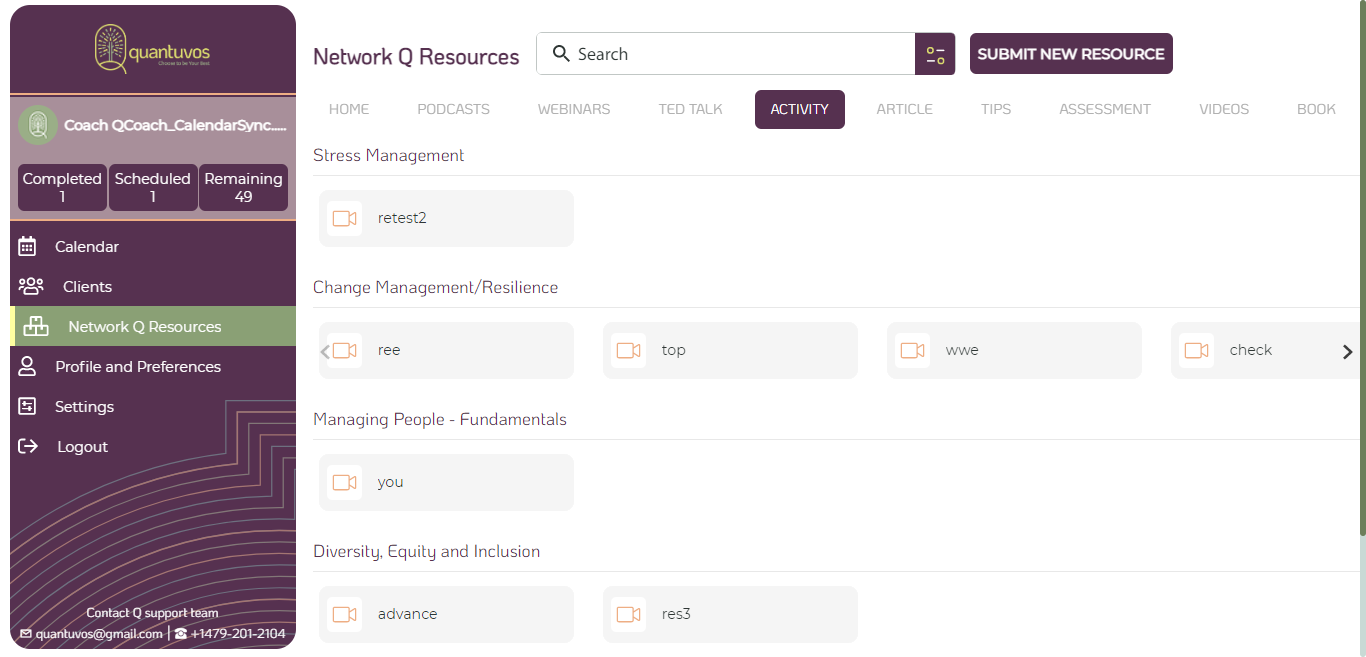 quantuvos
Choose to be Your Best
Coach QCoach_CalendarSync.....
Completed
1
Scheduled
1
Remaining
49
Calendar
Clients
Network Q Resources
Profile and Preferences
Settings
Logout
Contact Q support team
quantuvos@gmail.com | +1479-201-2104
Network Q Resources
Search
SUBMIT NEW RESOURCE
HOME PODCASTS WEBINARS TED TALK ACTIVITY ARTICLE TIPS ASSESSMENT VIDEOS BOOK
Stress Management
retest2
Change Management/Resilience
ree top wwe check
Managing People - Fundamentals
you
Diversity, Equity and Inclusion
advance res3